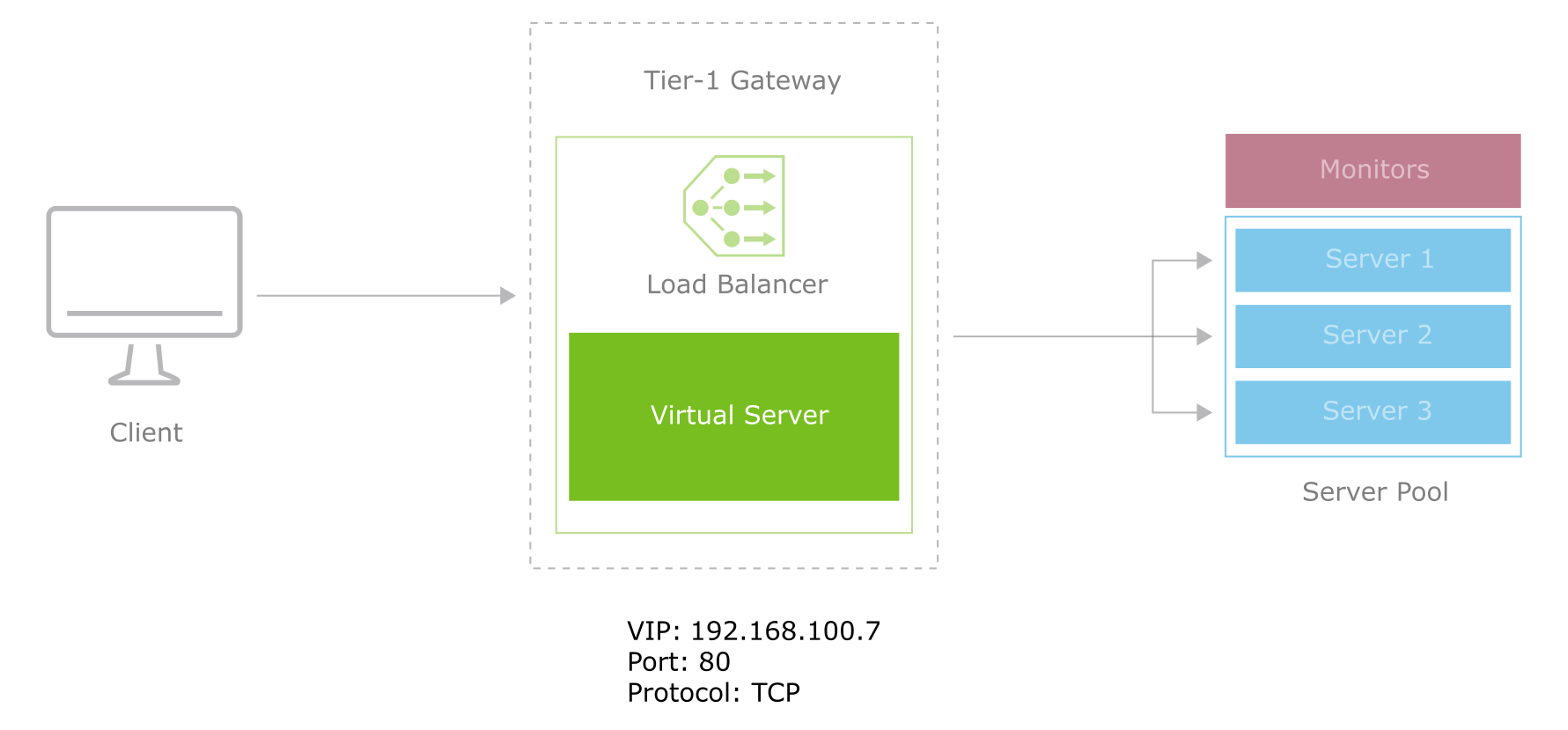 Tier-1 Gateway
Load Balancer
Virtual Server
Client
Monitors
Server 1
Server 2
Server 3
Server Pool
VIP: 192.168.100.7
Port: 80
Protocol: TCP